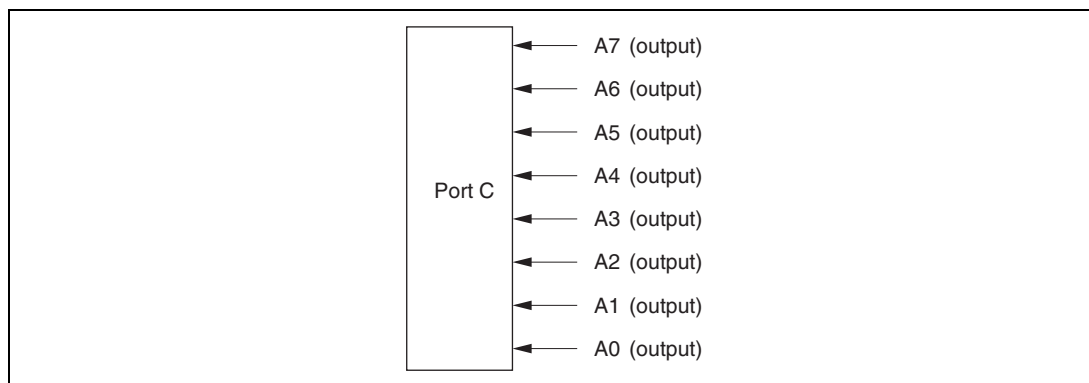 A7 (output)
A6 (output)
A5 (output)
A4 (output)
Port C
A3 (output)
A2 (output)
A1 (output)
A0 (output)